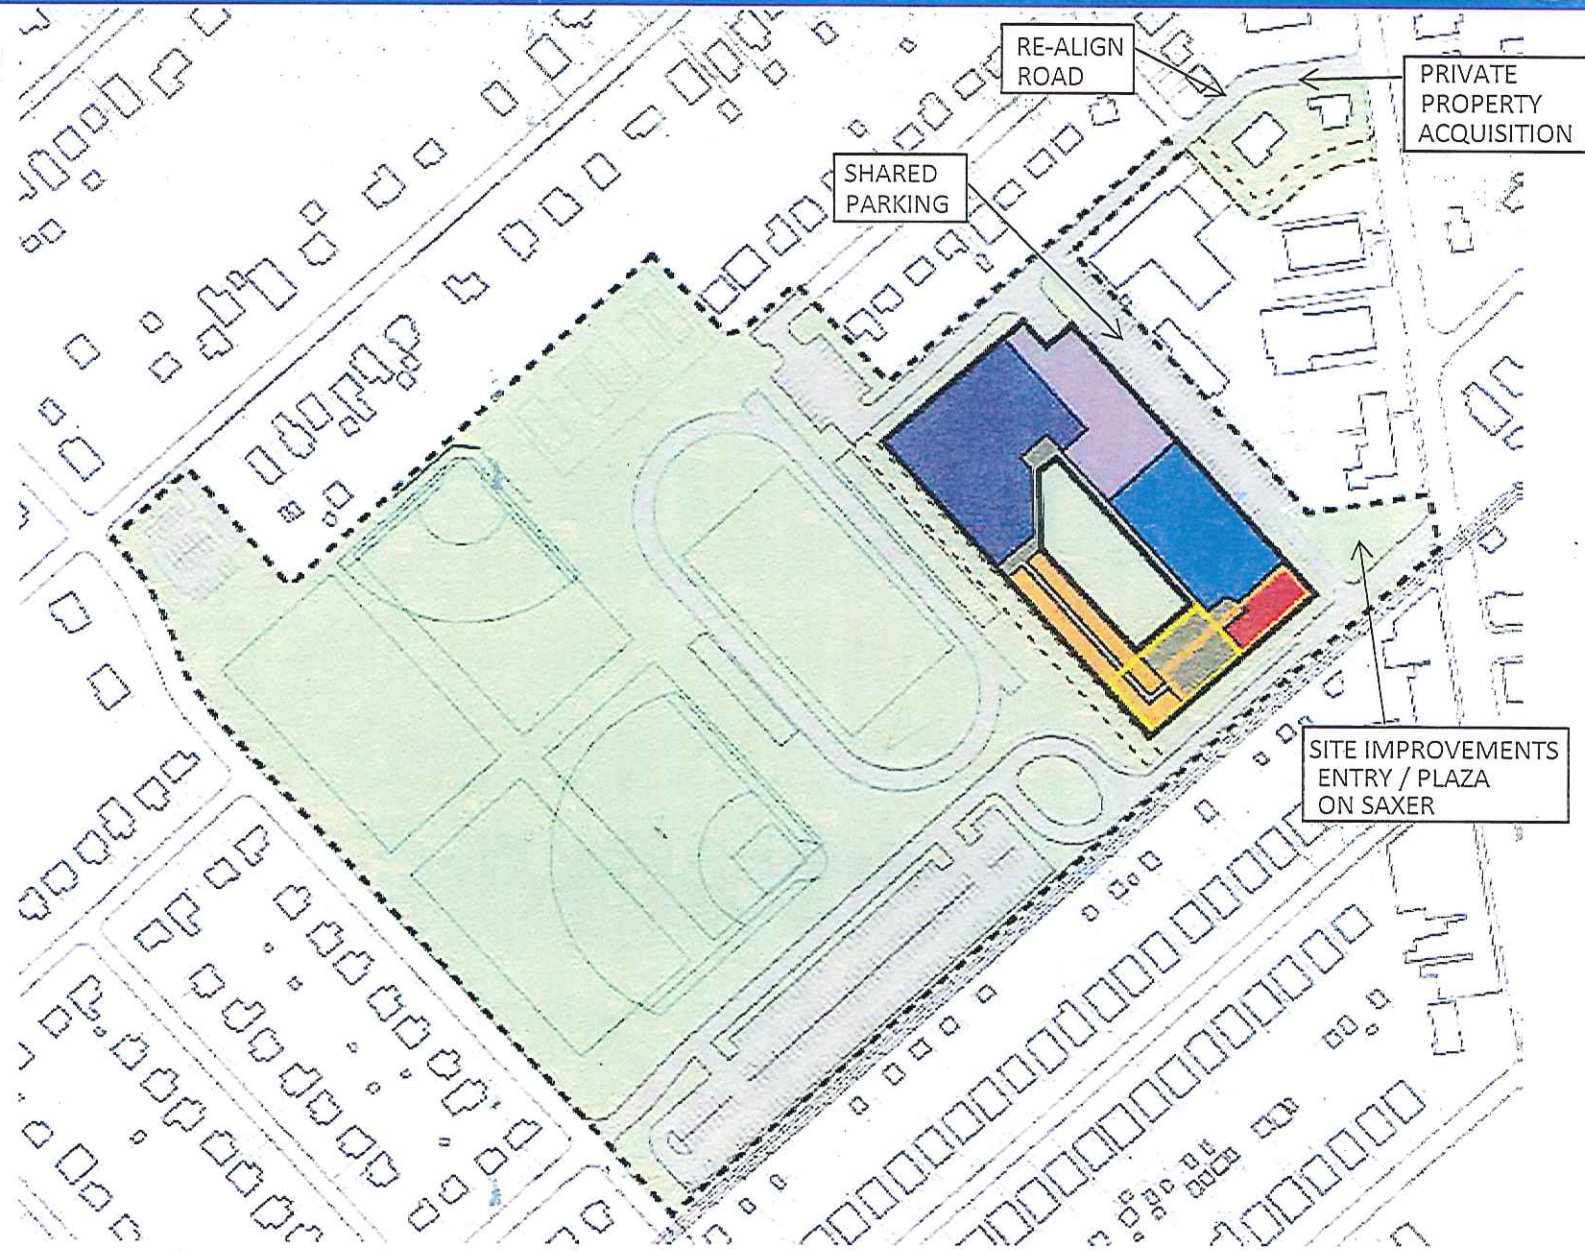 RE-ALIGN
ROAD
PRIVATE
PROPERTY
ACQUISITION
SHARED
PARKING
SITE IMPROVEMENTS
ENTRY / PLAZA
ON SAXER